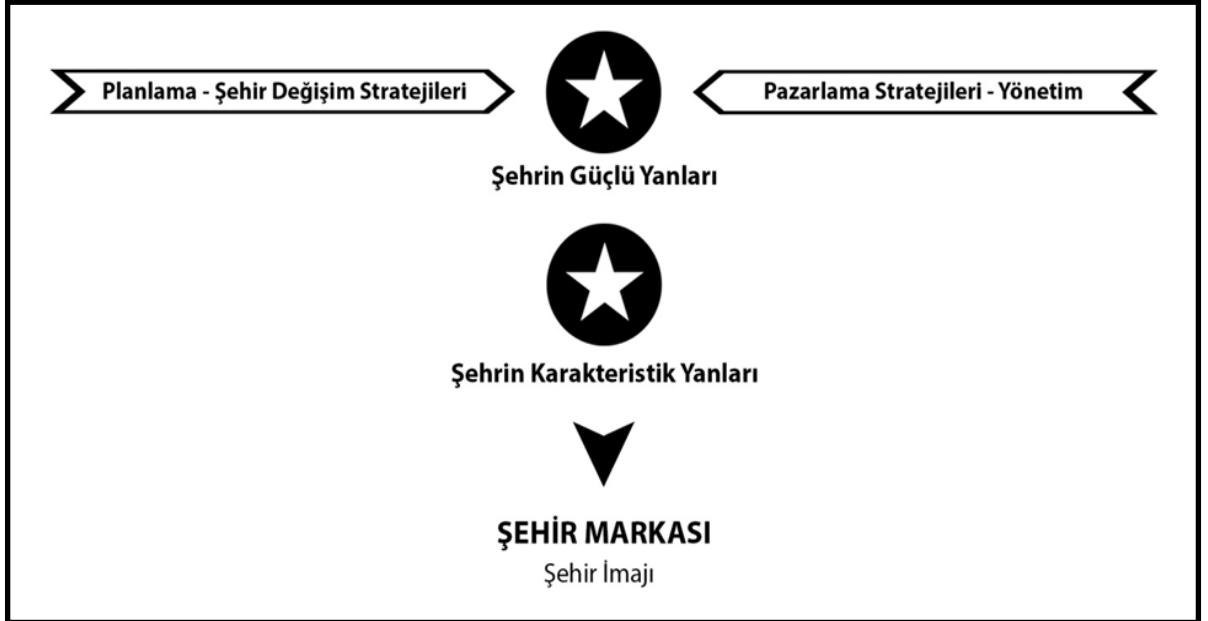 Planlama - Şehir Değişim Stratejileri
Pazarlama Stratejileri - Yönetim
Şehrin Güçlü Yanları
Şehrin Karakteristik Yanları
ŞEHİR MARKASI
Şehir İmajı